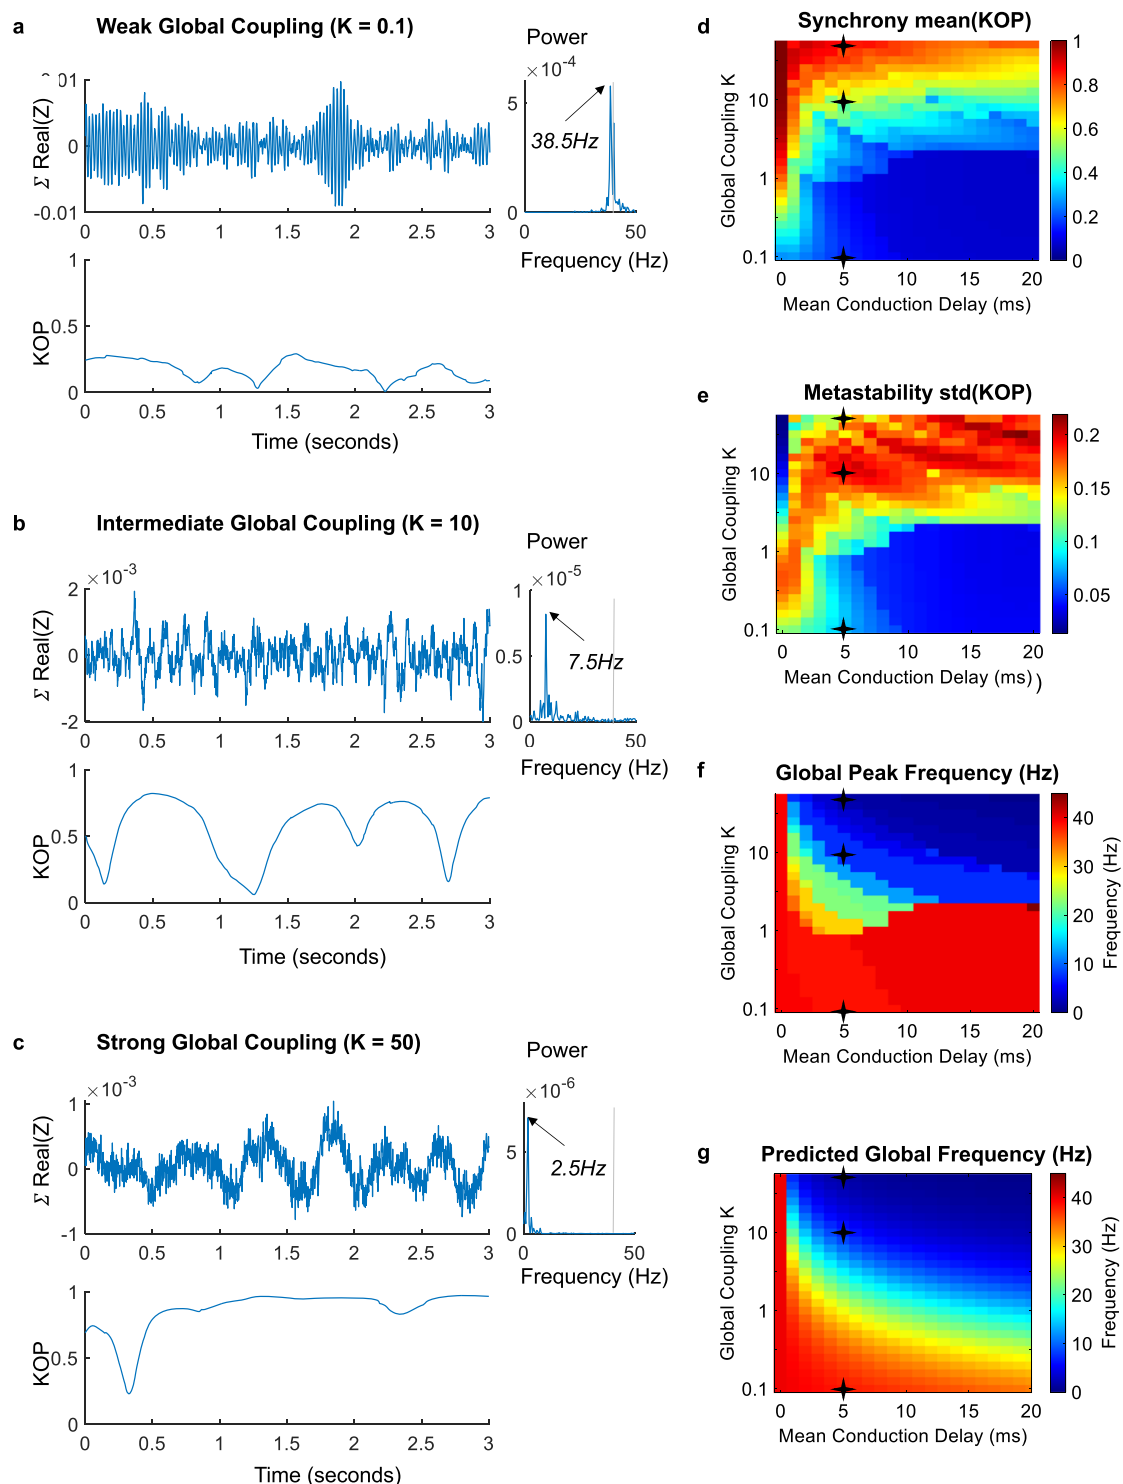 a Weak Global Coupling (K = 0.1)
Σ Real(Z)
0
-0.01
0 0.5 1 1.5 2 2.5 3
Power
×10-4
5
0
38.5Hz
0 50
Frequency (Hz)
KOP
1
0.5
0
0 0.5 1 1.5 2 2.5 3
Time (seconds)
b Intermediate Global Coupling (K = 10)
×10-3
Σ Real(Z)
2
0
-2
0 0.5 1 1.5 2 2.5 3
Power
×10-5
1
0.5
0
7.5Hz
0 50
Frequency (Hz)
KOP
1
0.5
0
0 0.5 1 1.5 2 2.5 3
Time (seconds)
c Strong Global Coupling (K = 50)
×10-3
Σ Real(Z)
1
0
-1
0 0.5 1 1.5 2 2.5 3
Power
×10-6
5
0
2.5Hz
0 50
Frequency (Hz)
KOP
1
0.5
0
0 0.5 1 1.5 2 2.5 3
Time (seconds)
d Synchrony mean(KOP)
Global Coupling K
10
1
0.1
0 5 10 15 20
Mean Conduction Delay (ms)
1
0.8
0.6
0.4
0.2
0
e Metastability std(KOP)
Global Coupling K
10
1
0.1
0 5 10 15 20
Mean Conduction Delay (ms) )
0.2
0.15
0.1
0.05
f Global Peak Frequency (Hz)
Global Coupling K
10
1
0.1
0 5 10 15 20
Mean Conduction Delay (ms)
40
30
20
10
0
Frequency (Hz)
g Predicted Global Frequency (Hz)
Global Coupling K
10
1
0.1
0 5 10 15 20
Mean Conduction Delay (ms)
40
30
20
10
0
Frequency (Hz)